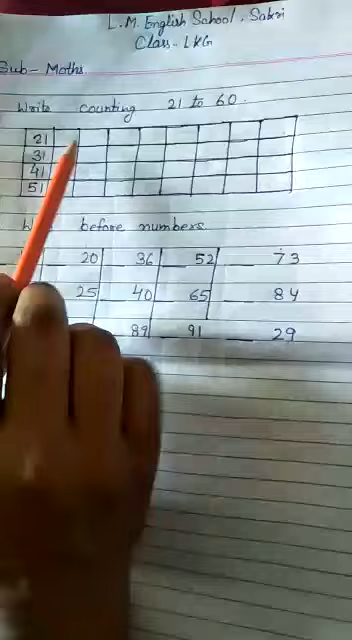 L.M. English School, Sakri
Class - LKG
Sub - Maths
Write counting 21 to 60.
21
31
41
51
before numbers
20 36 52 73
25 40 65 84
89 91 29